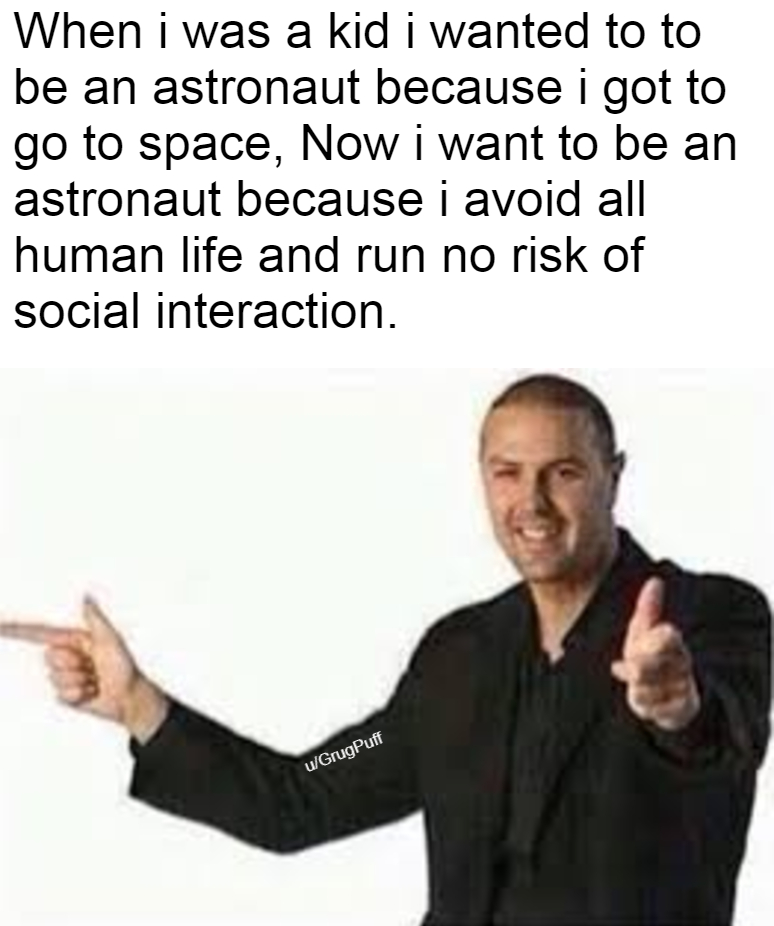 When i was a kid i wanted to to
be an astronaut because i got to
go to space, Now i want to be an
astronaut because i avoid all
human life and run no risk of
social interaction.
u/GrugPuff